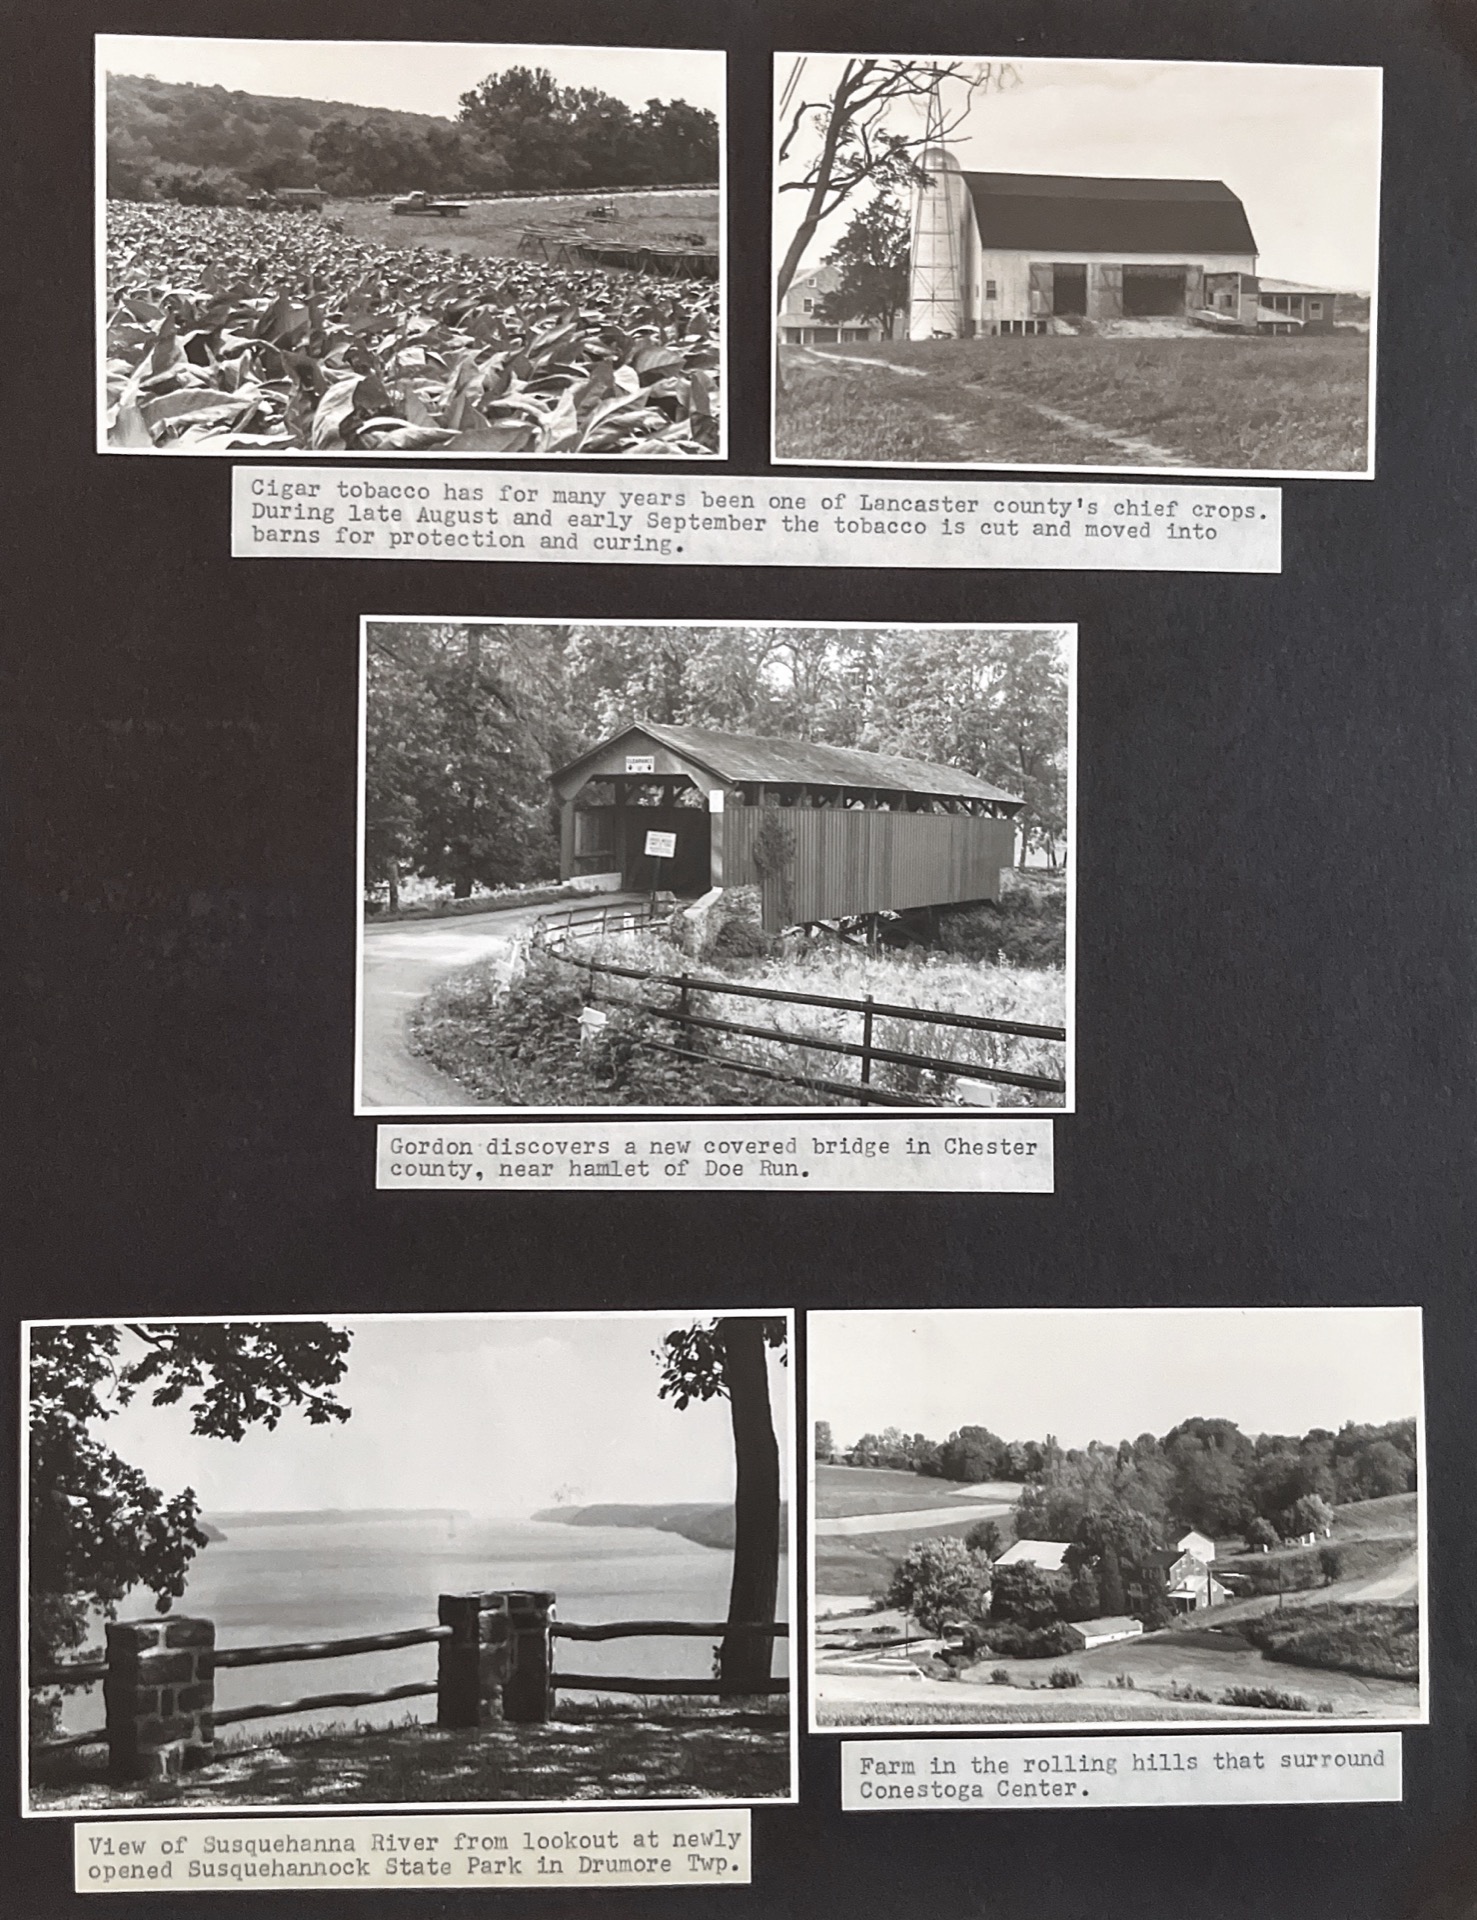 Cigar tobacco has for many years been one of Lancaster county's chief crops.
During late August and early September the tobacco is cut and moved into
barns for protection and curing.
CLEARANCE
Gordon discovers a new covered bridge in Chester
county, near hamlet of Doe Run.
Farm in the rolling hills that surround
Conestoga Center.
View of Susquehanna River from lookout at newly
opened Susquehannock State Park in Drumore Twp.